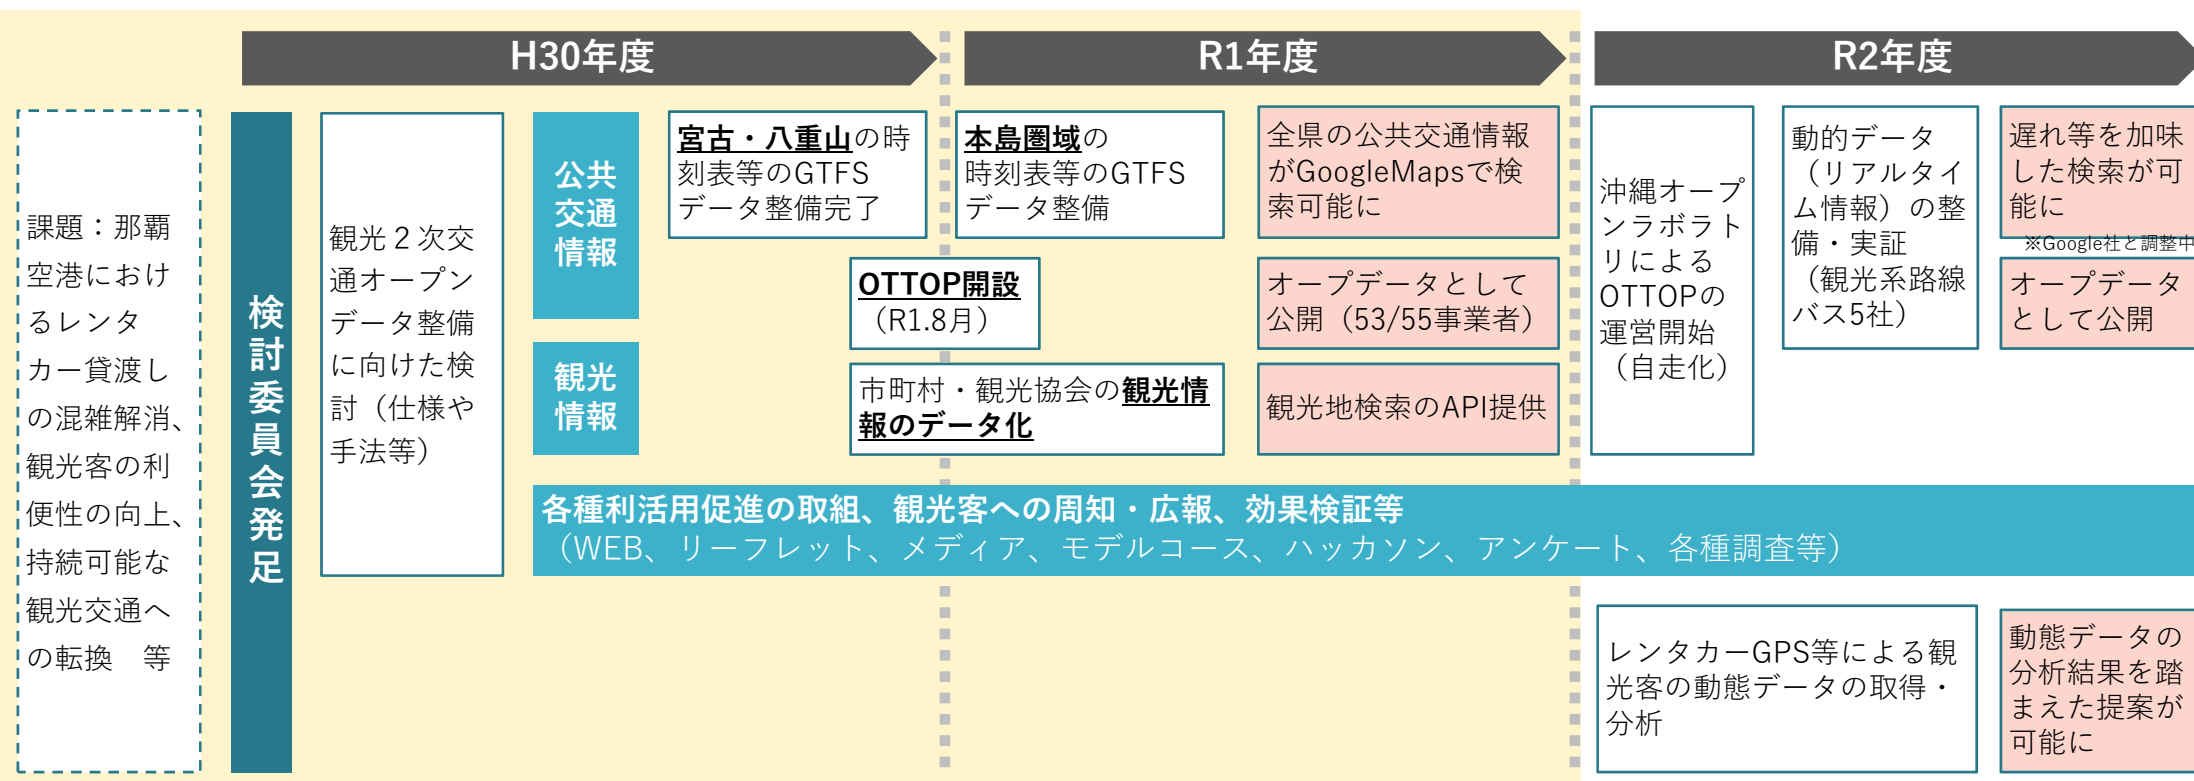 H30年度
R1年度
R2年度
課題：那覇
空港におけ
るレンタ
カー貸渡し
の混雑解消、
観光客の利
便性の向上、
持続可能な
観光交通へ
の転換　等
検討委員会発足
観光２次交
通オープン
データ整備
に向けた検
討（仕様や
手法等）
公共
交通
情報
宮古・八重山の時
刻表等のGTFS
データ整備完了
本島圏域の
時刻表等のGTFS
データ整備
全県の公共交通情報
がGoogleMapsで検
索可能に
OTTOP開設
（R1.8月）
オープデータとして
公開（53/55事業者）
観光
情報
市町村・観光協会の観光情
報のデータ化
観光地検索のAPI提供
沖縄オープ
ンラボラト
リによる
OTTOPの
運営開始
（自走化）
動的データ
（リアルタイ
ム情報）の整
備・実証
（観光系路線
バス5社）
遅れ等を加味
した検索が可
能に
※Google社と調整中
オープデータ
として公開
各種利活用促進の取組、観光客への周知・広報、効果検証等
（WEB、リーフレット、メディア、モデルコース、ハッカソン、アンケート、各種調査等）
レンタカーGPS等による観
光客の動態データの取得・
分析
動態データの
分析結果を踏
まえた提案が
可能に